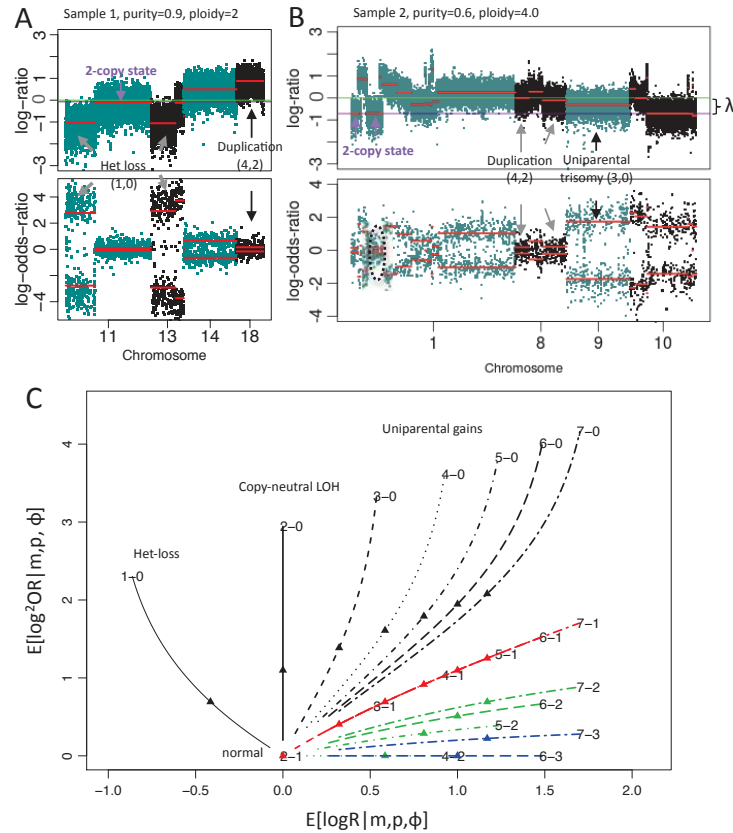 A
Sample 1, purity=0.9, ploidy=2
log-ratio
3
1
0
-1
-3
2-copy state
Het loss
(1,0)
Duplication
(4,2)
log-odds-ratio
4
2
0
-2
-4
11
13
14
18
Chromosome
B
Sample 2, purity=0.6, ploidy=4.0
log-ratio
3
1
0
-1
-3
λ
2-copy state
Duplication
(4,2)
Uniparental
trisomy (3,0)
log-odds-ratio
4
2
0
-2
-4
1
8
9
10
Chromosome
C
E[log²OR|m,p, ϕ]
4
3
2
1
0
Uniparental gains
Copy-neutral LOH
Het-loss
normal
1-0
2-0
3-0
4-0
5-0
6-0
7-0
2-1
3-1
4-1
5-1
6-1
7-1
4-2
5-2
6-2
7-2
6-3
7-3
-1.0
-0.5
0.0
0.5
1.0
1.5
2.0
E[logR|m,p,ϕ]